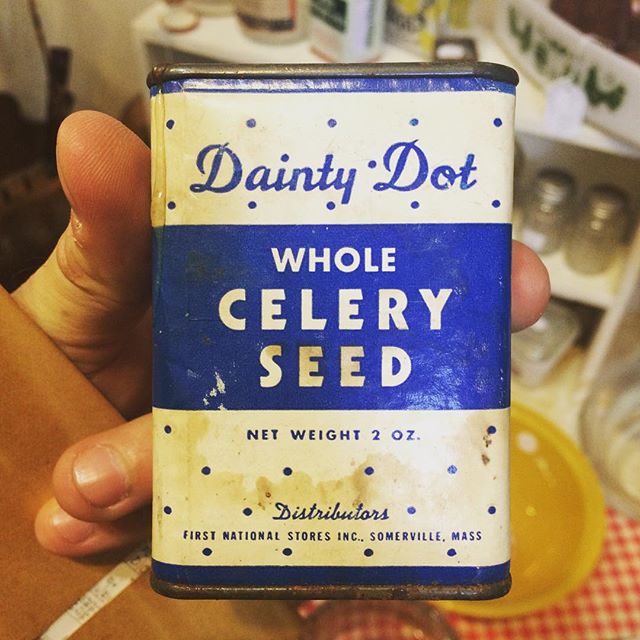 Dainty Dot
WHOLE
CELERY
SEED
NET WEIGHT 2 OZ.
Distributors
FIRST NATIONAL STORES INC., SOMERVILLE, MASS